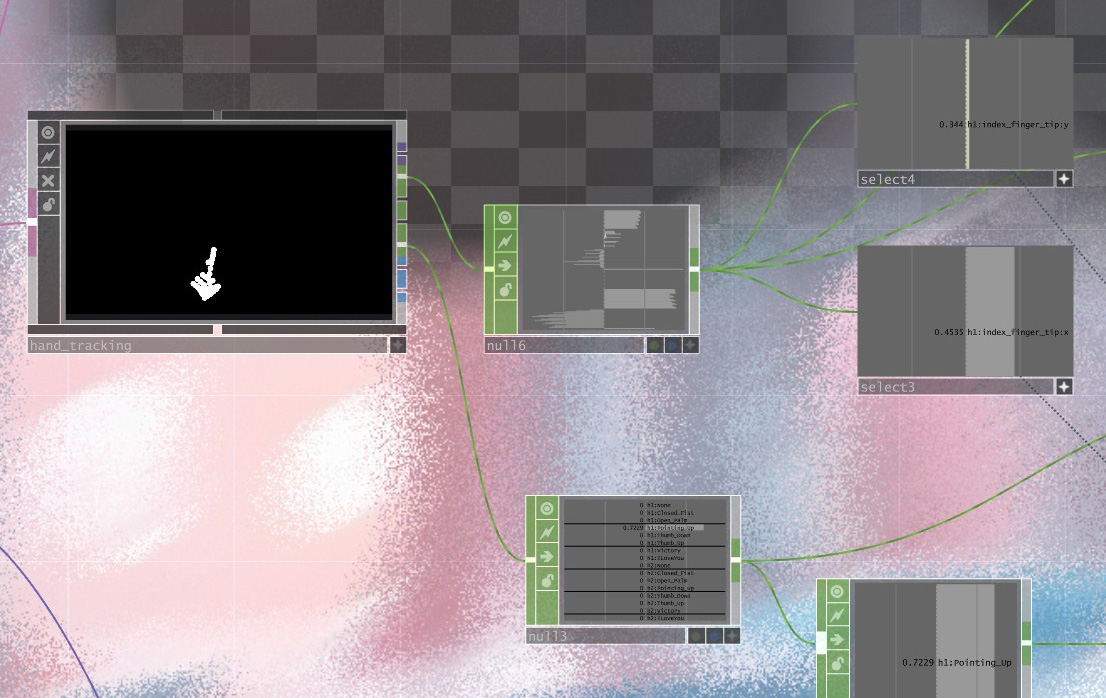 0.344 h1:index_finger_tip:y
select4
hand_tracking
null6
0.4535 h1:index_finger_tip:x
select3
0 h1:none
0 h1:Closed_Fist
0 h1:Open_Palm
0.7229 h1:Pointing_Up
0 h1:Thumb_Down
0 h1:Thumb_Up
0 h1:Victory
0 h1:ILoveYou
0 h2:none
0 h2:Closed_Fist
0 h2:Open_Palm
0 h2:Pointing_Up
0 h2:Thumb_Down
0 h2:Thumb_Up
0 h2:Victory
0 h2:ILoveYou
null3
0.7229 h1:Pointing_Up